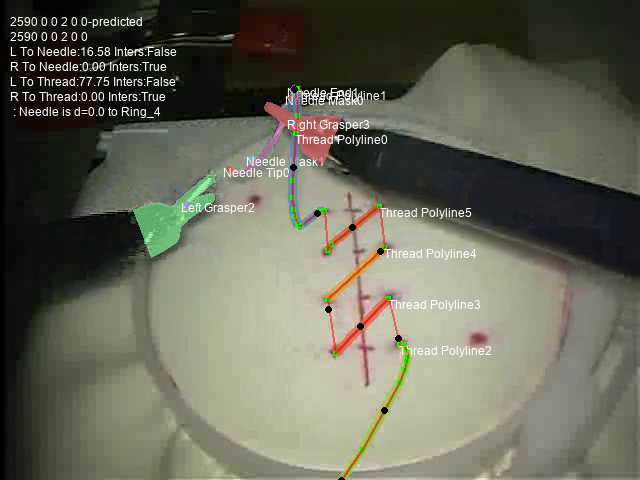 2590 0 0 2 0 0-predicted
2590 0 0 2 0 0
L To Needle:16.58 Inters:False
R To Needle:0.00 Inters:True
L To Thread:77.75 Inters:False
R To Thread:0.00 Inters:True
: Needle is d=0.0 to Ring_4
Needle End1
Thread Polyline1
Needle Mask0
Right Grasper3
Thread Polyline0
Needle Mask1
Needle Tip0
Left Grasper2
Thread Polyline5
Thread Polyline4
Thread Polyline3
Thread Polyline2